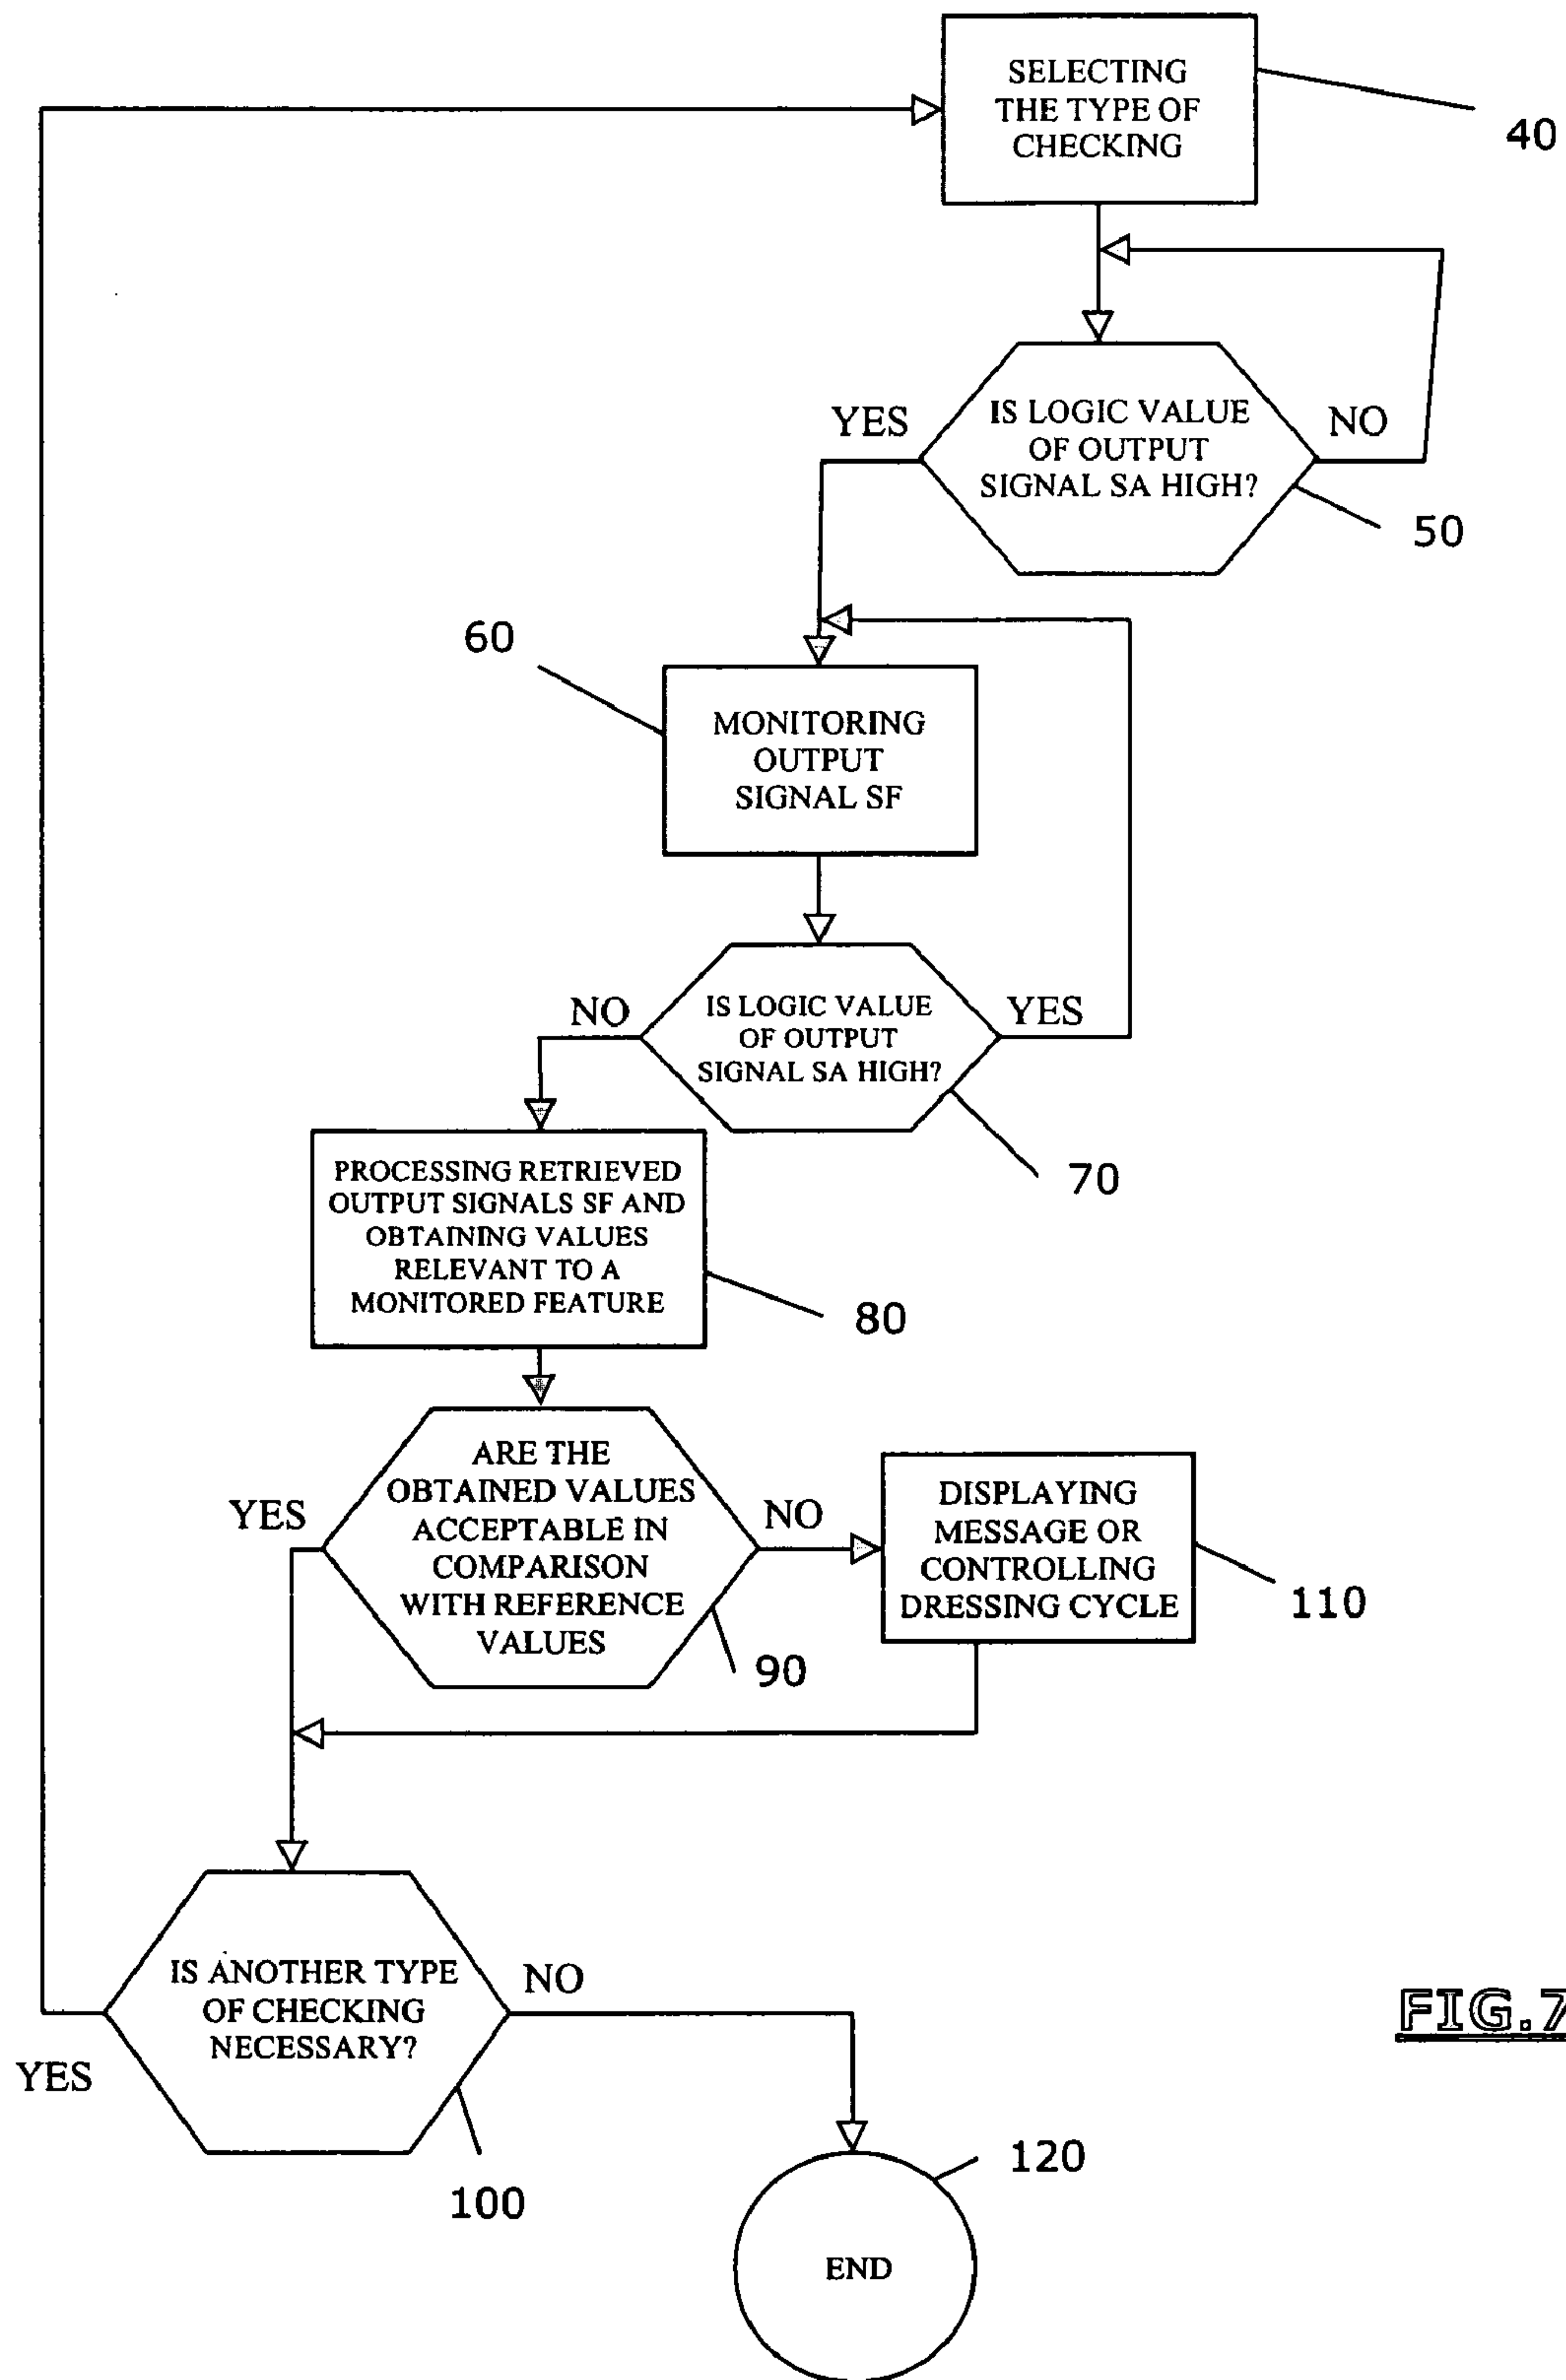 SELECTING
THE TYPE OF
CHECKING
40
IS LOGIC VALUE
OF OUTPUT
SIGNAL SA HIGH?
YES
NO
50
60
MONITORING
OUTPUT
SIGNAL SF
IS LOGIC VALUE
OF OUTPUT
SIGNAL SA HIGH?
NO
YES
70
PROCESSING RETRIEVED
OUTPUT SIGNALS SF AND
OBTAINING VALUES
RELEVANT TO A
MONITORED FEATURE
80
ARE THE
OBTAINED VALUES
ACCEPTABLE IN
COMPARISON
WITH REFERENCE
VALUES
YES
NO
90
DISPLAYING
MESSAGE OR
CONTROLLING
DRESSING CYCLE
110
IS ANOTHER TYPE
OF CHECKING
NECESSARY?
YES
NO
100
120
END
FIG.7